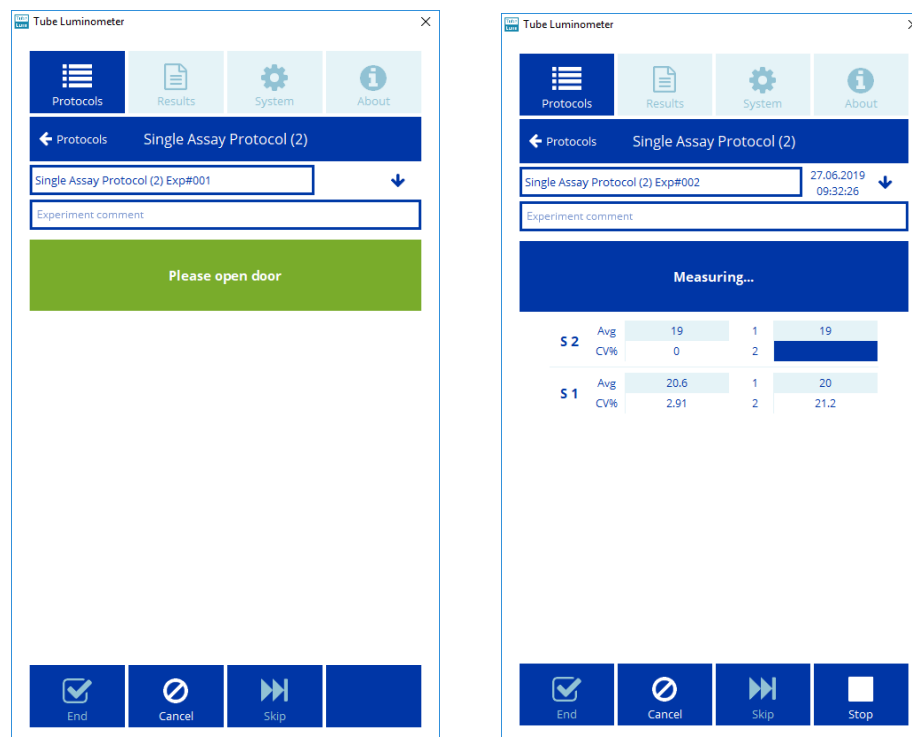 Tube Luminometer
Protocols Results System About
Protocols Single Assay Protocol (2)
Single Assay Protocol (2) Exp#001
Experiment comment
Please open door
End Cancel Skip
Tube Luminometer
Protocols Results System About
Protocols Single Assay Protocol (2)
Single Assay Protocol (2) Exp#002 27.06.2019
09:32:26
Experiment comment
Measuring...
S 2 Avg 19 1 19
CV% 0 2
S 1 Avg 20.6 1 20
CV% 2.91 2 21.2
End Cancel Skip Stop